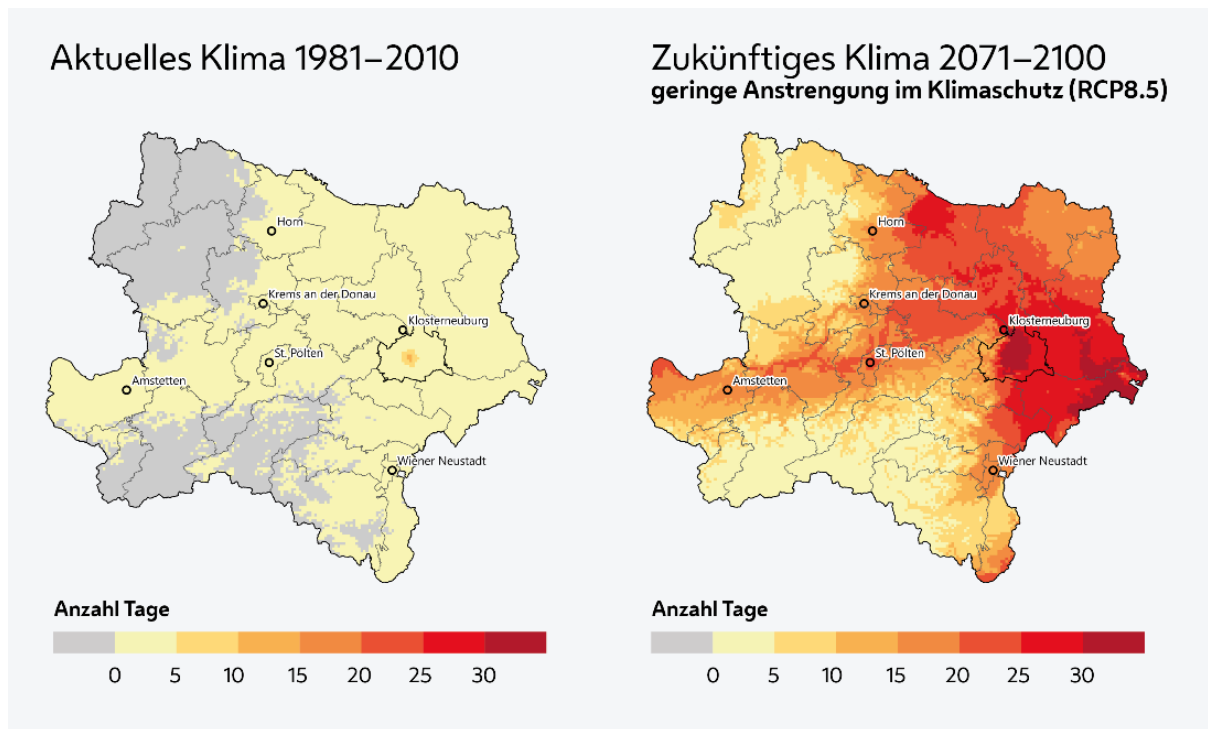 Aktuelles Klima 1981–2010
Horn
Krems an der Donau
Klosterneuburg
St. Pölten
Amstetten
Wiener Neustadt
Anzahl Tage
0 5 10 15 20 25 30
Zukünftiges Klima 2071–2100
geringe Anstrengung im Klimaschutz (RCP8.5)
Horn
Krems an der Donau
Klosterneuburg
St. Pölten
Amstetten
Wiener Neustadt
Anzahl Tage
0 5 10 15 20 25 30